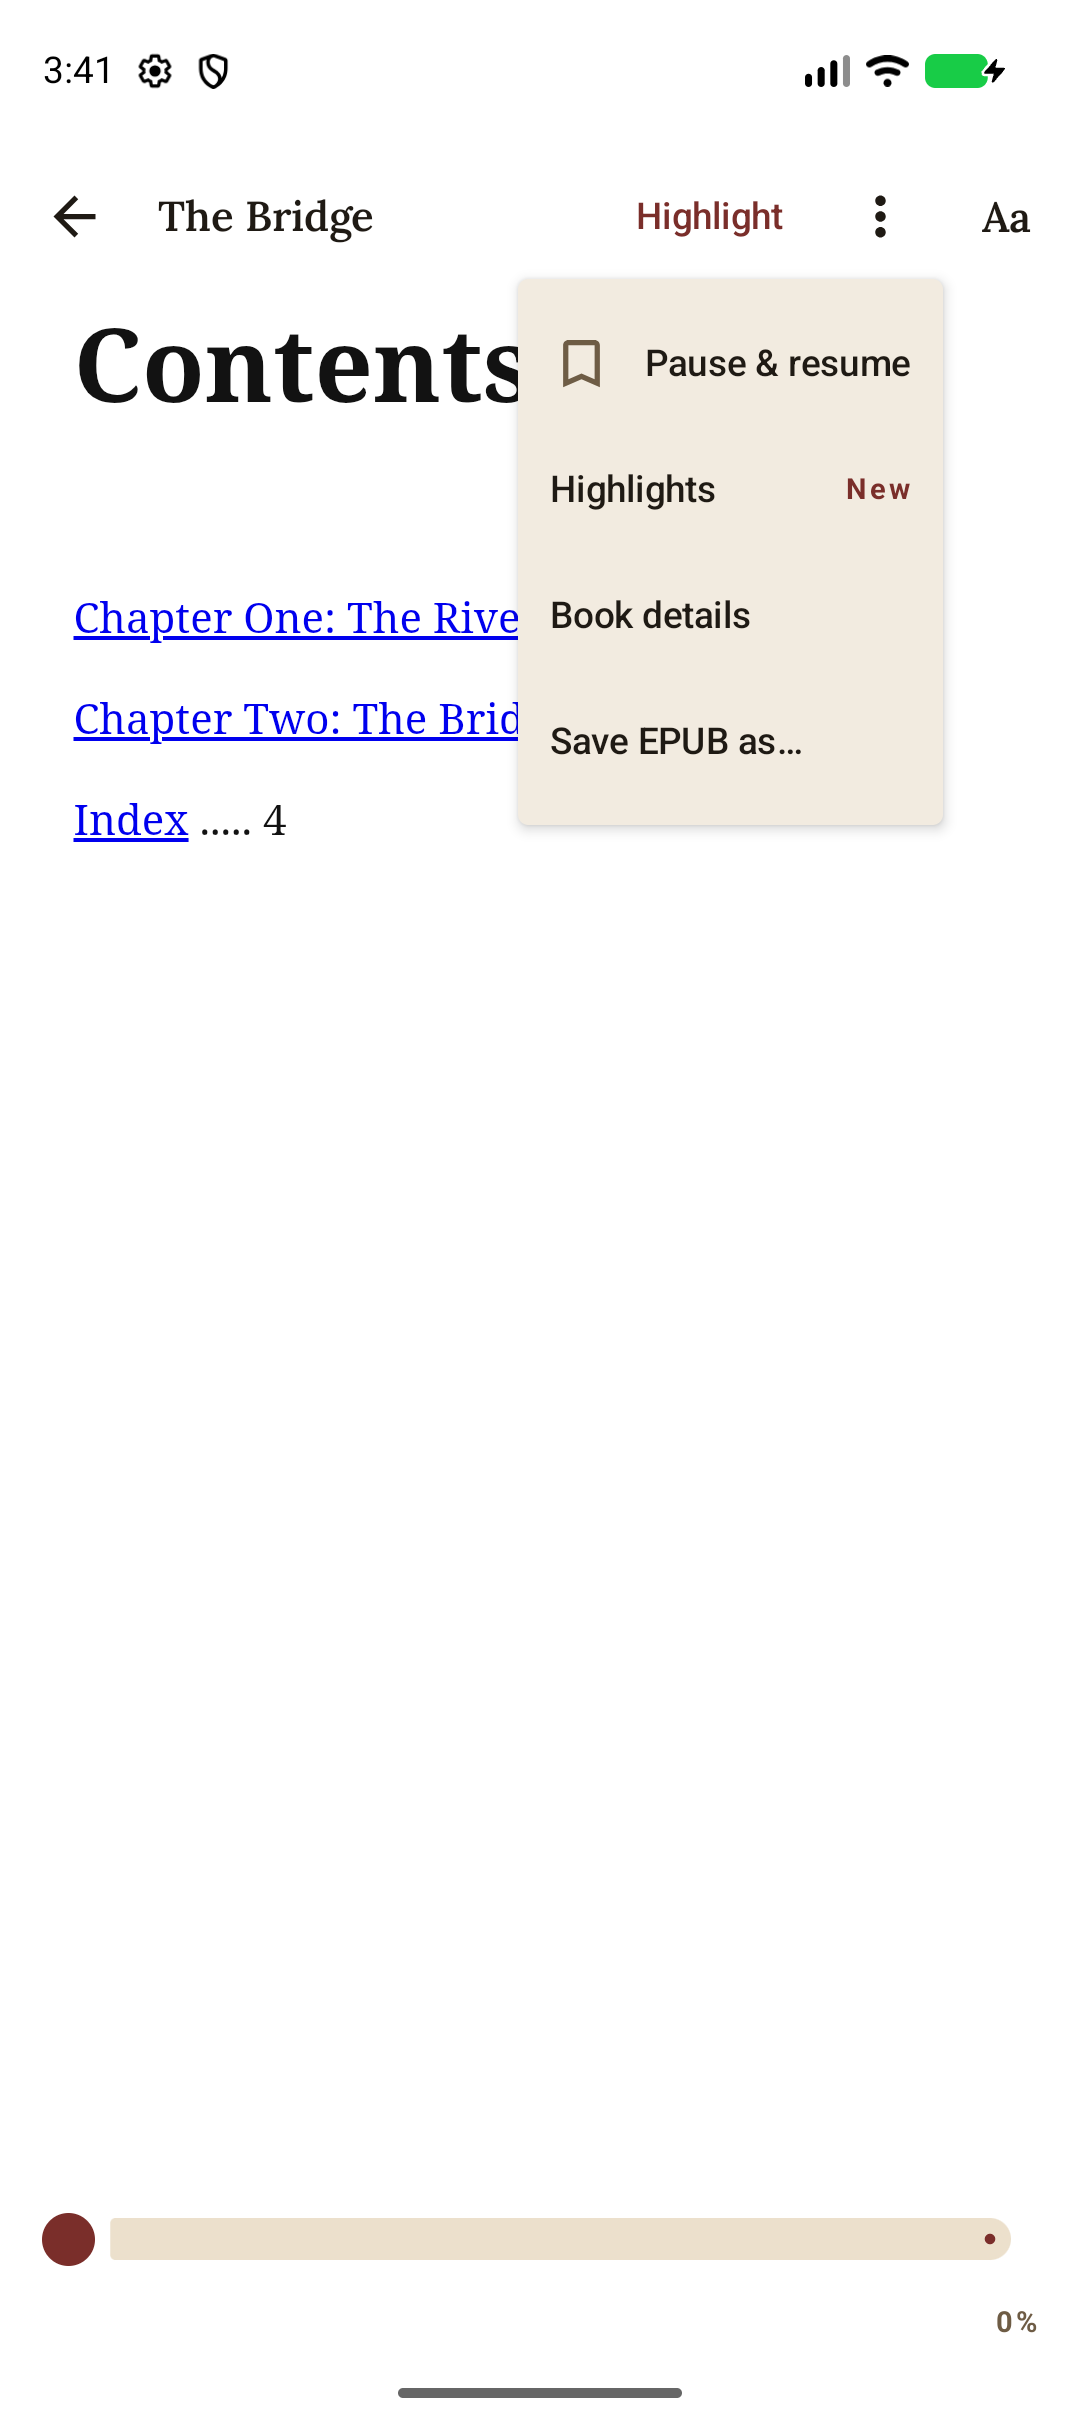 3:41
The Bridge
Highlight
Aa
Contents
Pause & resume
Highlights New
Book details
Save EPUB as...
Chapter One: The Rive
Chapter Two: The Brid
Index ..... 4
0%